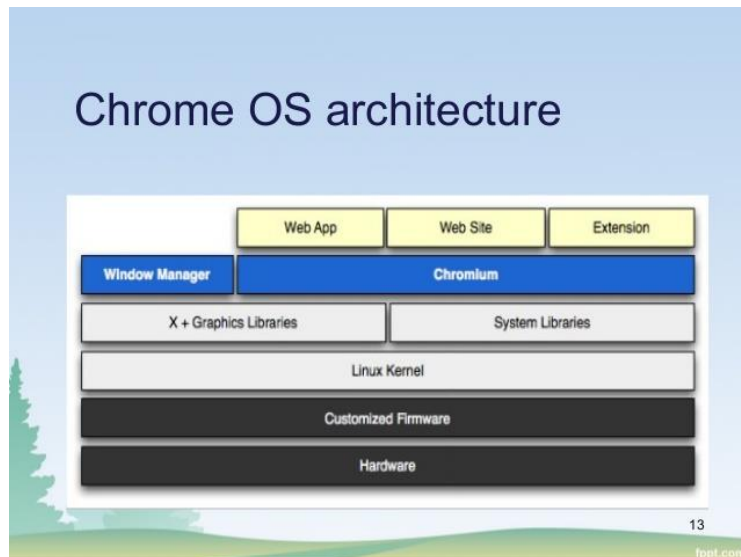 Chrome OS architecture
Web App Web Site Extension
Window Manager Chromium
X + Graphics Libraries System Libraries
Linux Kernel
Customized Firmware
Hardware
13
fppt.com